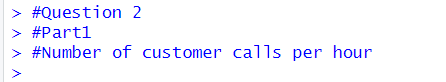 > #Question 2
> #Part1
> #Number of customer calls per hour
>